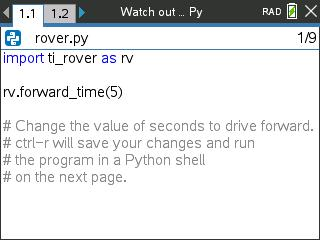 1.1 1.2 Watch out ... Py RAD
rover.py 1/9
import ti_rover as rv
rv.forward_time(5)
# Change the value of seconds to drive forward.
# ctrl-r will save your changes and run
# the program in a Python shell
# on the next page.